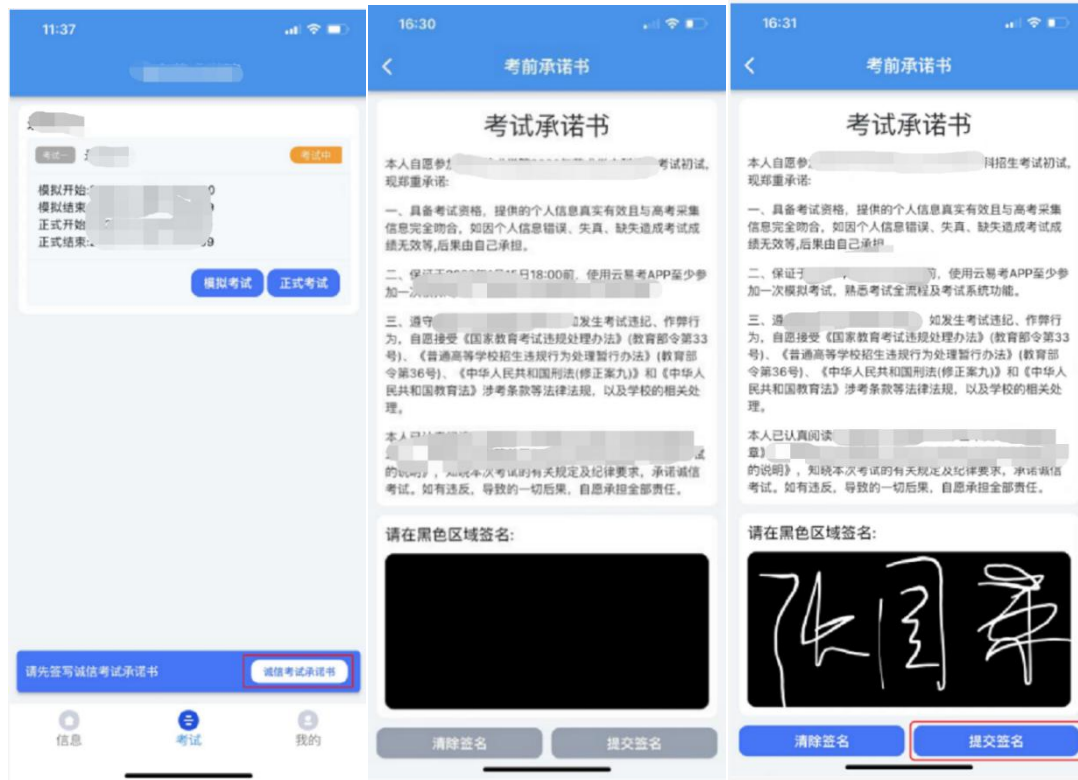 11:37
考试一
考试中
模拟开始:
模拟结束
正式开始
正式结束:
模拟考试
正式考试
请先签写诚信考试承诺书
诚信考试承诺书
信息
考试
我的
16:30
考前承诺书
考试承诺书
本人自愿参
考试初试,
现郑重承诺:
一、具备考试资格，提供的个人信息真实有效且与高考采集
信息完全吻合，如因个人信息错误、失真、缺失造成考试成
绩无效等,后果由自己承担。
二、保证于 日18:00前，使用云易考APP至少参
加一次
三、遵守 如发生考试违纪、作弊行
为，自愿接受《国家教育考试违规处理办法》(教育部令第33
号)、《普通高等学校招生违规行为处理暂行办法》(教育部
令第36号)、《中华人民共和国刑法(修正案九)》和《中华人
民共和国教育法》涉考条款等法律法规，以及学校的相关处
理。
本人已
试
的说明》，知晓本次考试的有关规定及纪律要求，承诺诚信
考试。如有违反，导致的一切后果，自愿承担全部责任。
请在黑色区域签名:
清除签名
提交签名
16:31
考前承诺书
考试承诺书
本人自愿参 科招生考试初试,
现郑重承诺:
一、具备考试资格，提供的个人信息真实有效且与高考采集
信息完全吻合，如因个人信息错误、失真、缺失造成考试成
绩无效等,后果由自己承担。
二、保证于 前，使用云易考APP至少参
加一次模拟考试，熟悉考试全流程及考试系统功能。
三、遵 如发生考试违纪、作弊行
为，自愿接受《国家教育考试违规处理办法》(教育部令第33
号)、《普通高等学校招生违规行为处理暂行办法》(教育部
令第36号)、《中华人民共和国刑法(修正案九)》和《中华人
民共和国教育法》涉考条款等法律法规，以及学校的相关处
理。
本人已认真阅读
章》
的说明》，知晓本次考试的有关规定及纪律要求，承诺诚信
考试。如有违反，导致的一切后果，自愿承担全部责任。
请在黑色区域签名:
张国
清除签名
提交签名